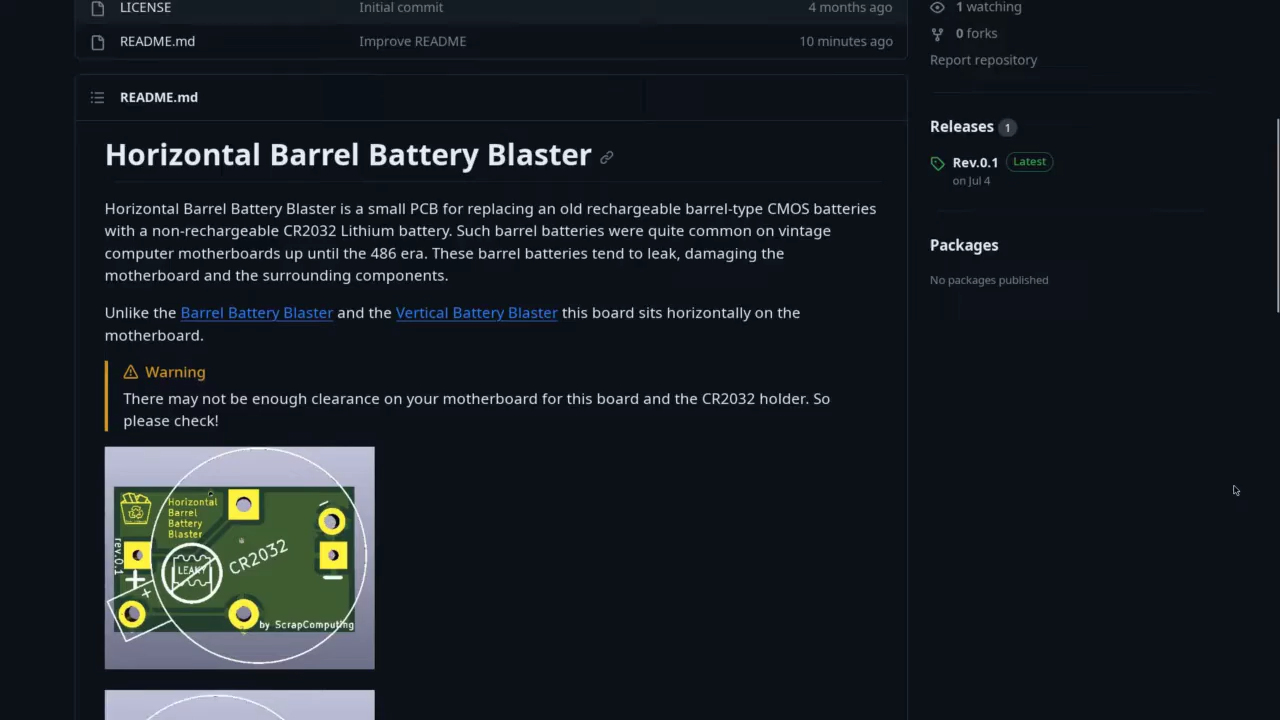 LICENSE Initial commit 4 months ago
README.md Improve README 10 minutes ago
1 watching
0 forks
Report repository
README.md
Releases 1
Rev.0.1 Latest
on Jul 4
Packages
No packages published
Horizontal Barrel Battery Blaster
Horizontal Barrel Battery Blaster is a small PCB for replacing an old rechargeable barrel-type CMOS batteries
with a non-rechargeable CR2032 Lithium battery. Such barrel batteries were quite common on vintage
computer motherboards up until the 486 era. These barrel batteries tend to leak, damaging the
motherboard and the surrounding components.
Unlike the Barrel Battery Blaster and the Vertical Battery Blaster this board sits horizontally on the
motherboard.
Warning
There may not be enough clearance on your motherboard for this board and the CR2032 holder. So
please check!
Horizontal
Barrel
Battery
Blaster
rev.0.1
LEAKY
CR2032
+
+
by ScrapComputing